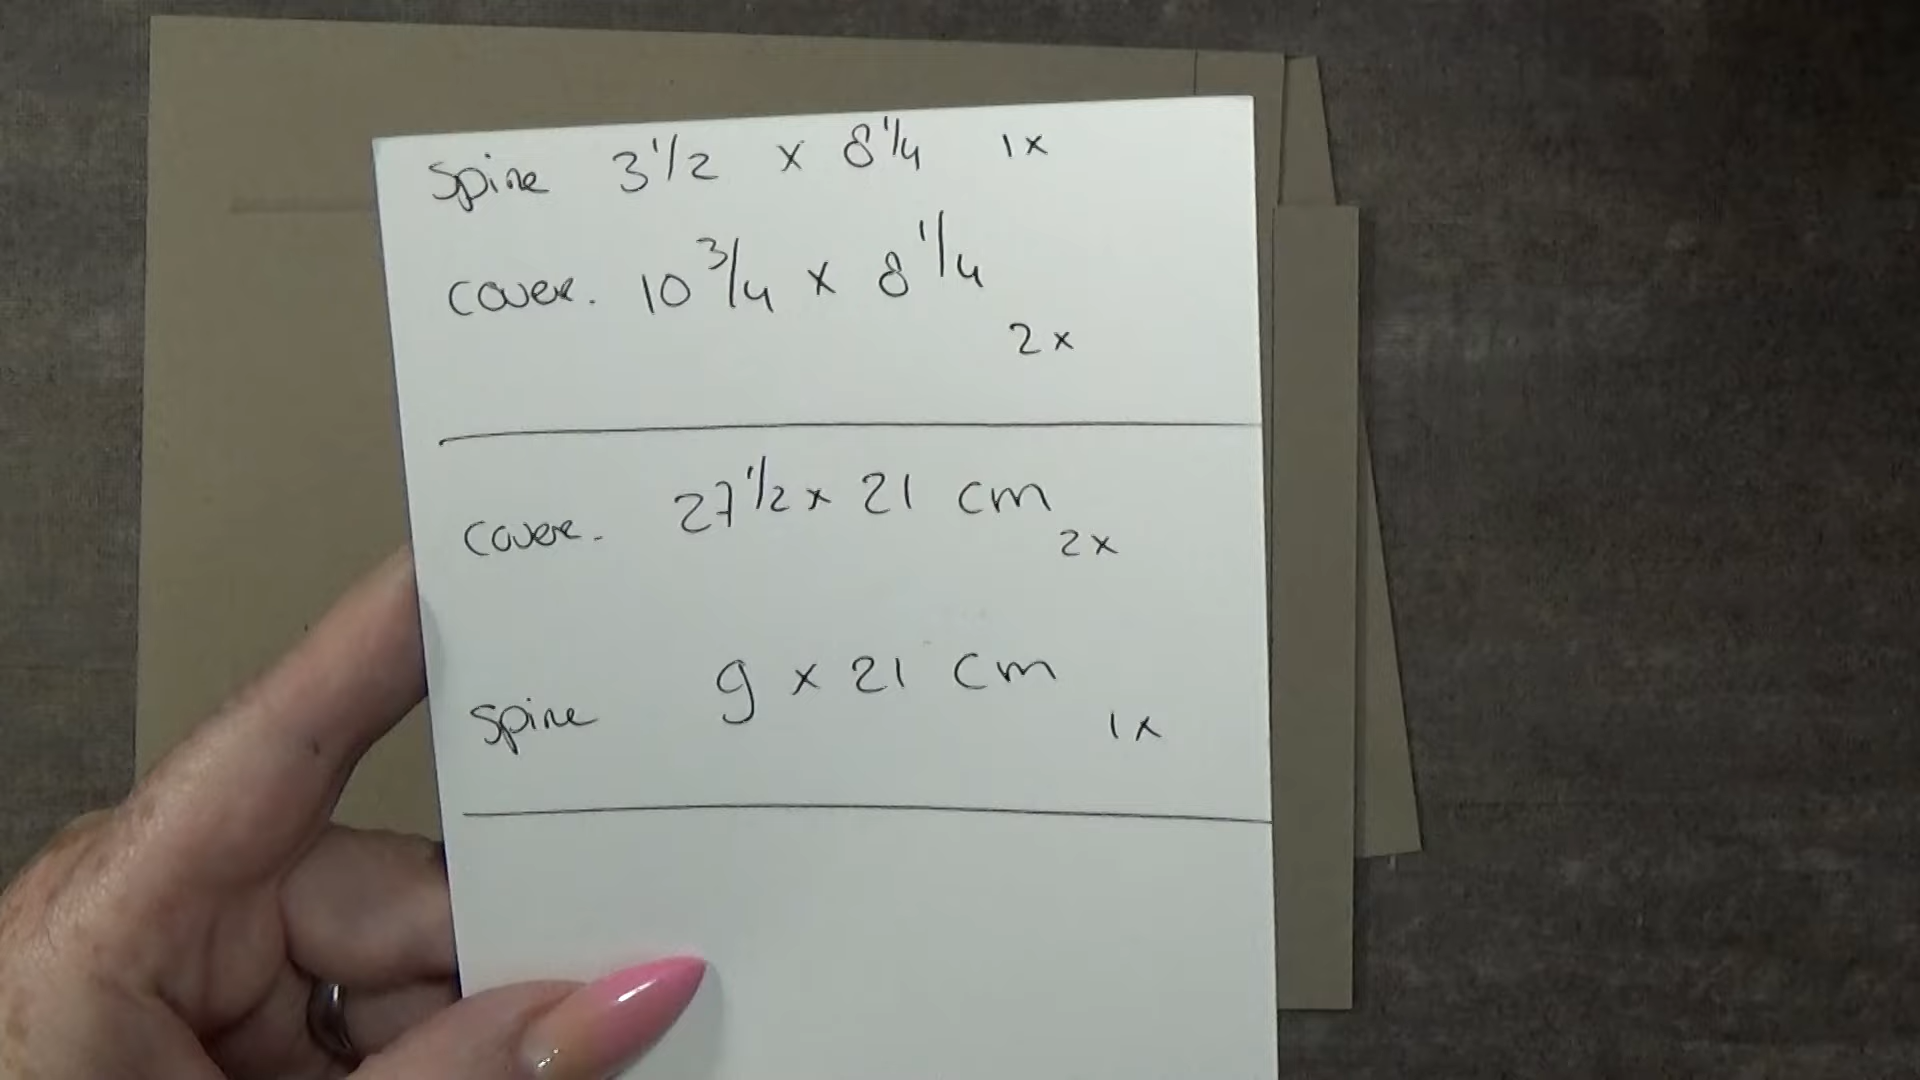 Spine 3 1/2 x 8 1/4 1x
Cover. 10 3/4 x 8 1/4
2x
Cover. 27 1/2 x 21 cm
2x
Spine 9 x 21 cm
1x